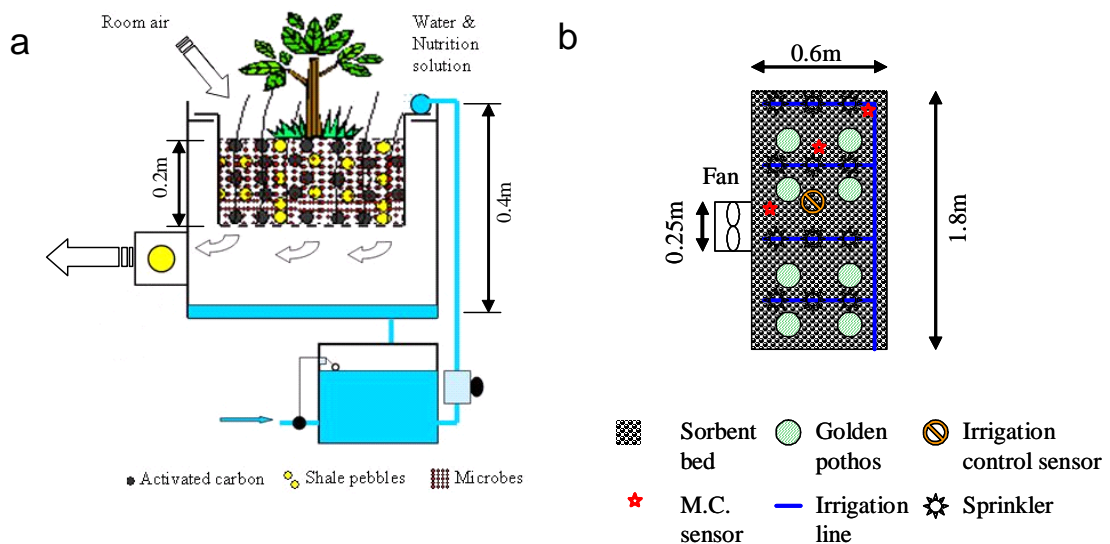 a
Room air
Water &
Nutrition
solution
0.2m
0.4m
Activated carbon
Shale pebbles
Microbes
b
0.6m
Fan
0.25m
1.8m
Sorbent
bed
Golden
pothos
Irrigation
control sensor
M.C.
sensor
Irrigation
line
Sprinkler